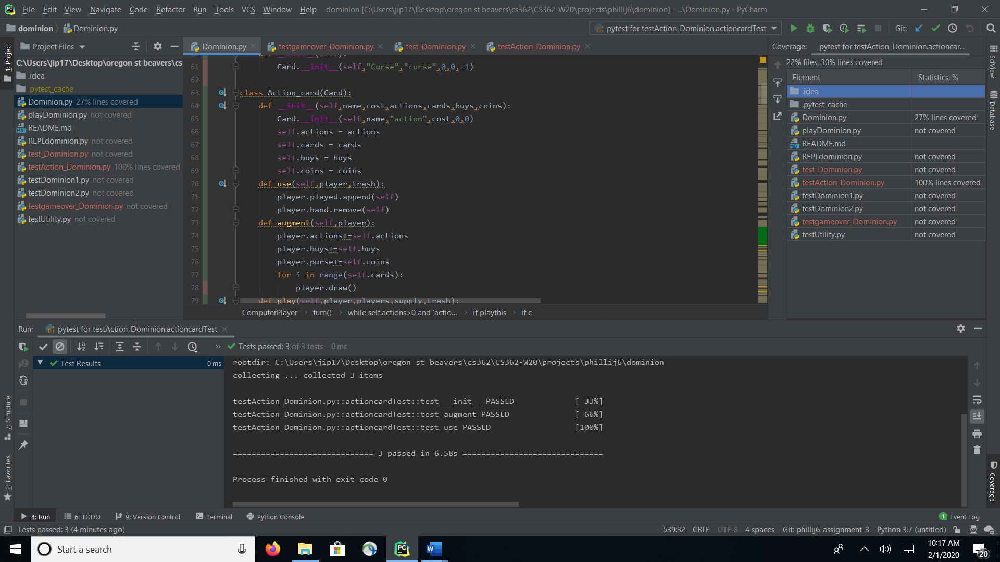 File Edit View Navigate Code Refactor Run Tools VCS Window Help dominion [C:\Users\jip17\Desktop\oregon st beavers\cs362\CS362-W20\projects\phillij6\dominion] - ...\Dominion.py - PyCharm
dominion Dominion.py pytest for testAction_Dominion.actioncardTest Git:
1: Project
Project Files
Dominion.py testgameover_Dominion.py test_Dominion.py testAction_Dominion.py
Coverage: pytest for testAction_Dominion.actioncar...
C:\Users\jip17\Desktop\oregon st beavers\cs
.idea
.pytest_cache
Dominion.py 27% lines covered
playDominion.py not covered
README.md
REPLdominion.py not covered
test_Dominion.py not covered
testAction_Dominion.py 100% lines covered
testDominion1.py not covered
testDominion2.py not covered
testgameover_Dominion.py not covered
testUtility.py not covered
60 def __init__(self):
61 Card.__init__(self,"Curse","curse",0,0,-1)
62
63 class Action_card(Card):
64 def __init__(self,name,cost,actions,cards,buys,coins):
65 Card.__init__(self,name,"action",cost,0,0)
66 self.actions = actions
67 self.cards = cards
68 self.buys = buys
69 self.coins = coins
70 def use(self,player,trash):
71 player.played.append(self)
72 player.hand.remove(self)
73 def augment(self,player):
74 player.actions+=self.actions
75 player.buys+=self.buys
76 player.purse+=self.coins
77 for i in range(self.cards):
78 player.draw()
79 def play(self,player,players,supply,trash):
ComputerPlayer turn() while self.actions>0 and 'actio... if playthis if c
22% files, 30% lines covered
Element Statistics, %
.idea
.pytest_cache
Dominion.py 27% lines covered
playDominion.py not covered
README.md
REPLdominion.py not covered
test_Dominion.py not covered
testAction_Dominion.py 100% lines covered
testDominion1.py not covered
testDominion2.py not covered
testgameover_Dominion.py not covered
testUtility.py not covered
SciView
Database
Run: pytest for testAction_Dominion.actioncardTest
Tests passed: 3 of 3 tests – 0 ms
Test Results 0 ms
rootdir: C:\Users\jip17\Desktop\oregon st beavers\cs362\CS362-W20\projects\phillij6\dominion
collecting ... collected 3 items
testAction_Dominion.py::actioncardTest::test___init__ PASSED [ 33%]
testAction_Dominion.py::actioncardTest::test_augment PASSED [ 66%]
testAction_Dominion.py::actioncardTest::test_use PASSED [100%]
============================== 3 passed in 6.58s ==============================
Process finished with exit code 0
7: Structure
2: Favorites
Coverage
4: Run 6: TODO 9: Version Control Terminal Python Console 1 Event Log
Tests passed: 3 (4 minutes ago) 539:32 CRLF UTF-8 4 spaces Git: phillij6-assignment-3 Python 3.7 (untitled)
Start a search
10:17 AM
2/1/2020
20